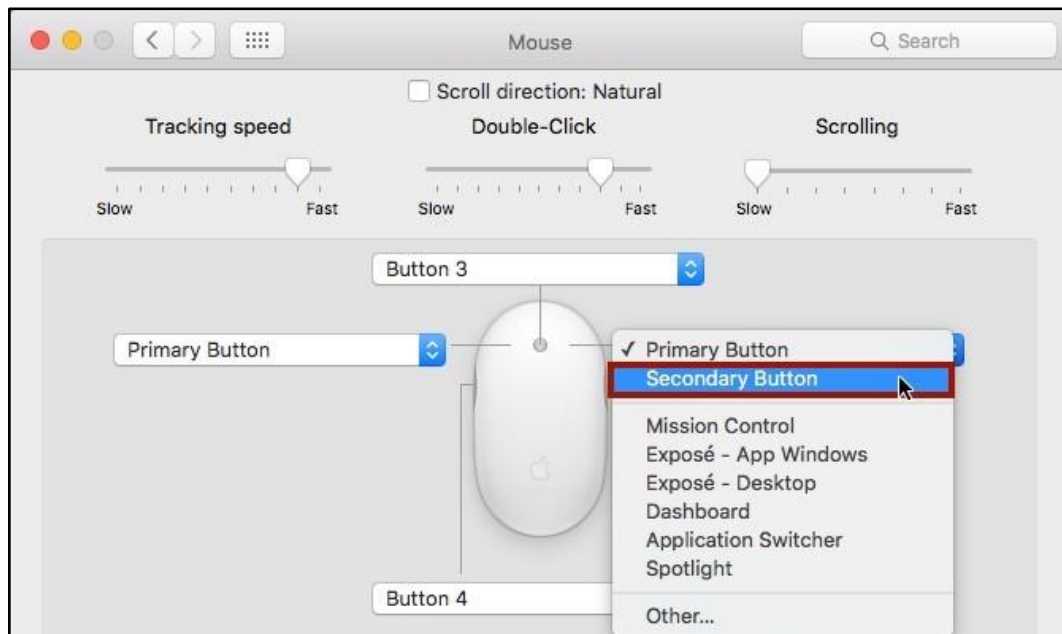 Mouse
Search
Scroll direction: Natural
Tracking speed
Double-Click
Scrolling
Slow
Fast
Slow
Fast
Slow
Fast
Button 3
Primary Button
✓ Primary Button
Secondary Button
Mission Control
Exposé - App Windows
Exposé - Desktop
Dashboard
Application Switcher
Spotlight
Button 4
Other...